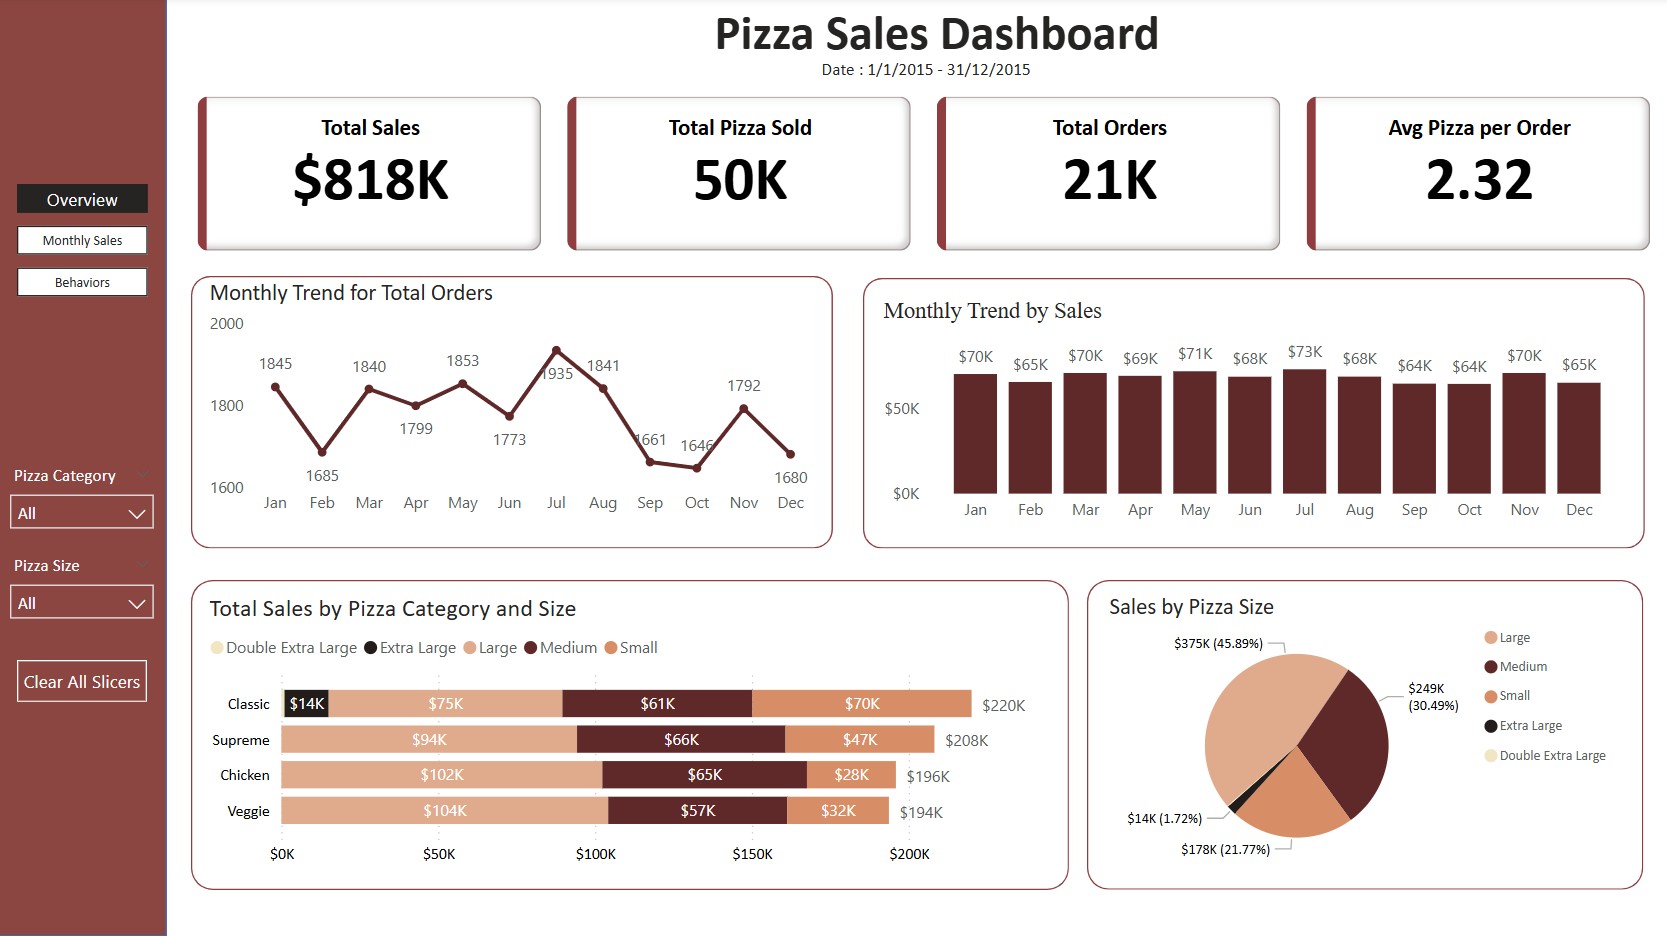 Pizza Sales Dashboard
Date : 1/1/2015 - 31/12/2015
Overview
Monthly Sales
Behaviors
Pizza Category
All
Pizza Size
All
Clear All Slicers
Total Sales
$818K
Total Pizza Sold
50K
Total Orders
21K
Avg Pizza per Order
2.32
Monthly Trend for Total Orders
2000
1800
1600
1845
1685
1840
1799
1853
1773
1935
1841
1661
1646
1792
1680
Jan Feb Mar Apr May Jun Jul Aug Sep Oct Nov Dec
Monthly Trend by Sales
$50K
$0K
$70K $65K $70K $69K $71K $68K $73K $68K $64K $64K $70K $65K
Jan Feb Mar Apr May Jun Jul Aug Sep Oct Nov Dec
Total Sales by Pizza Category and Size
Double Extra Large Extra Large Large Medium Small
Classic $14K $75K $61K $70K $220K
Supreme $94K $66K $47K $208K
Chicken $102K $65K $28K $196K
Veggie $104K $57K $32K $194K
$0K $50K $100K $150K $200K
Sales by Pizza Size
$375K (45.89%)
$249K
(30.49%)
$14K (1.72%)
$178K (21.77%)
Large
Medium
Small
Extra Large
Double Extra Large